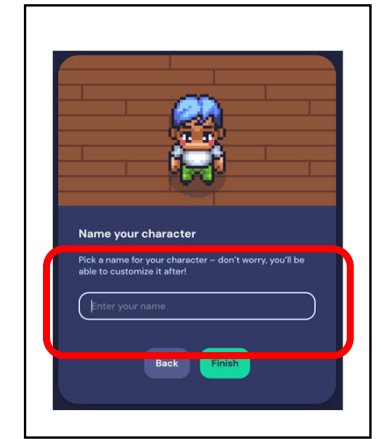 Name your character
Pick a name for your character – don't worry, you'll be
able to customize it after!
Enter your name
Back
Finish